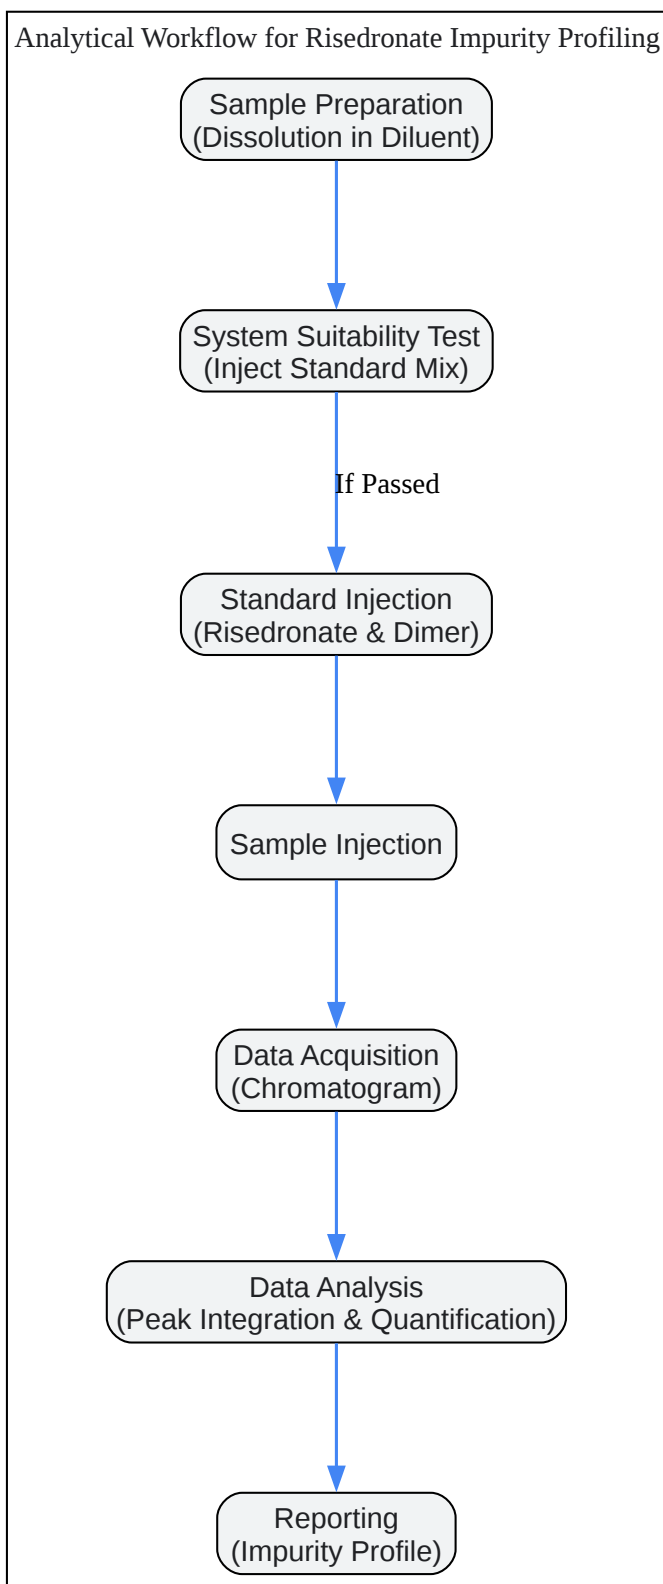 Analytical Workflow for Risedronate Impurity Profiling
Sample Preparation
(Dissolution in Diluent)
System Suitability Test
(Inject Standard Mix)
If Passed
Standard Injection
(Risedronate & Dimer)
Sample Injection
Data Acquisition
(Chromatogram)
Data Analysis
(Peak Integration & Quantification)
Reporting
(Impurity Profile)